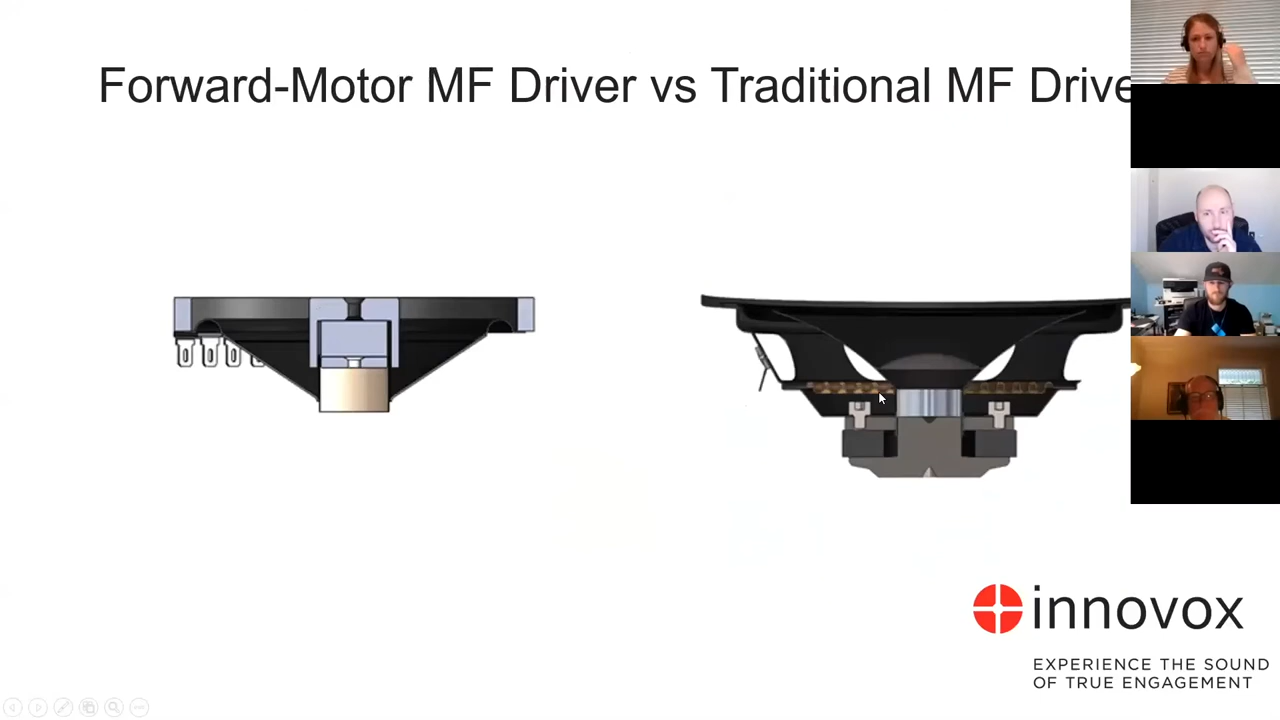 Forward-Motor MF Driver vs Traditional MF Drive
innovox
EXPERIENCE THE SOUND
OF TRUE ENGAGEMENT